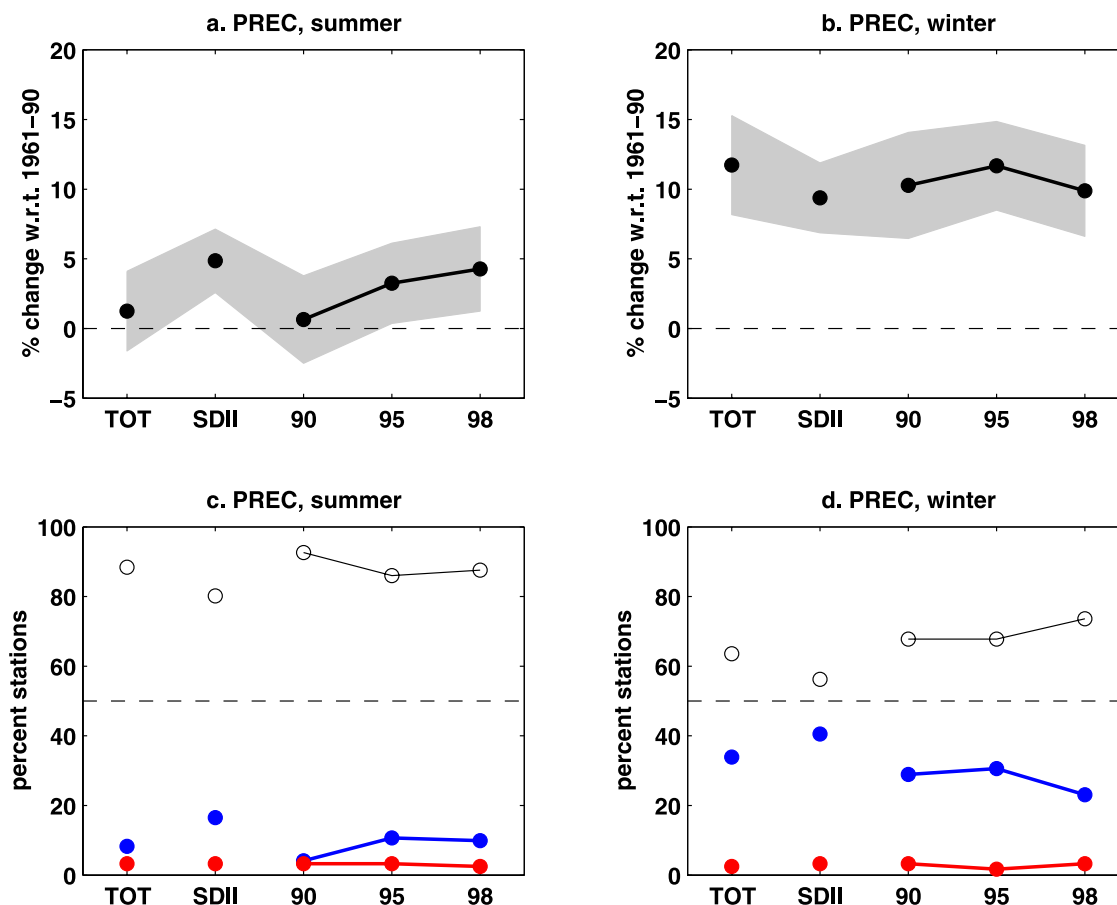 a. PREC, summer
% change w.r.t. 1961−90
20
15
10
5
0
−5
TOT SDII 90 95 98
b. PREC, winter
% change w.r.t. 1961−90
20
15
10
5
0
−5
TOT SDII 90 95 98
c. PREC, summer
percent stations
100
80
60
40
20
0
TOT SDII 90 95 98
d. PREC, winter
percent stations
100
80
60
40
20
0
TOT SDII 90 95 98